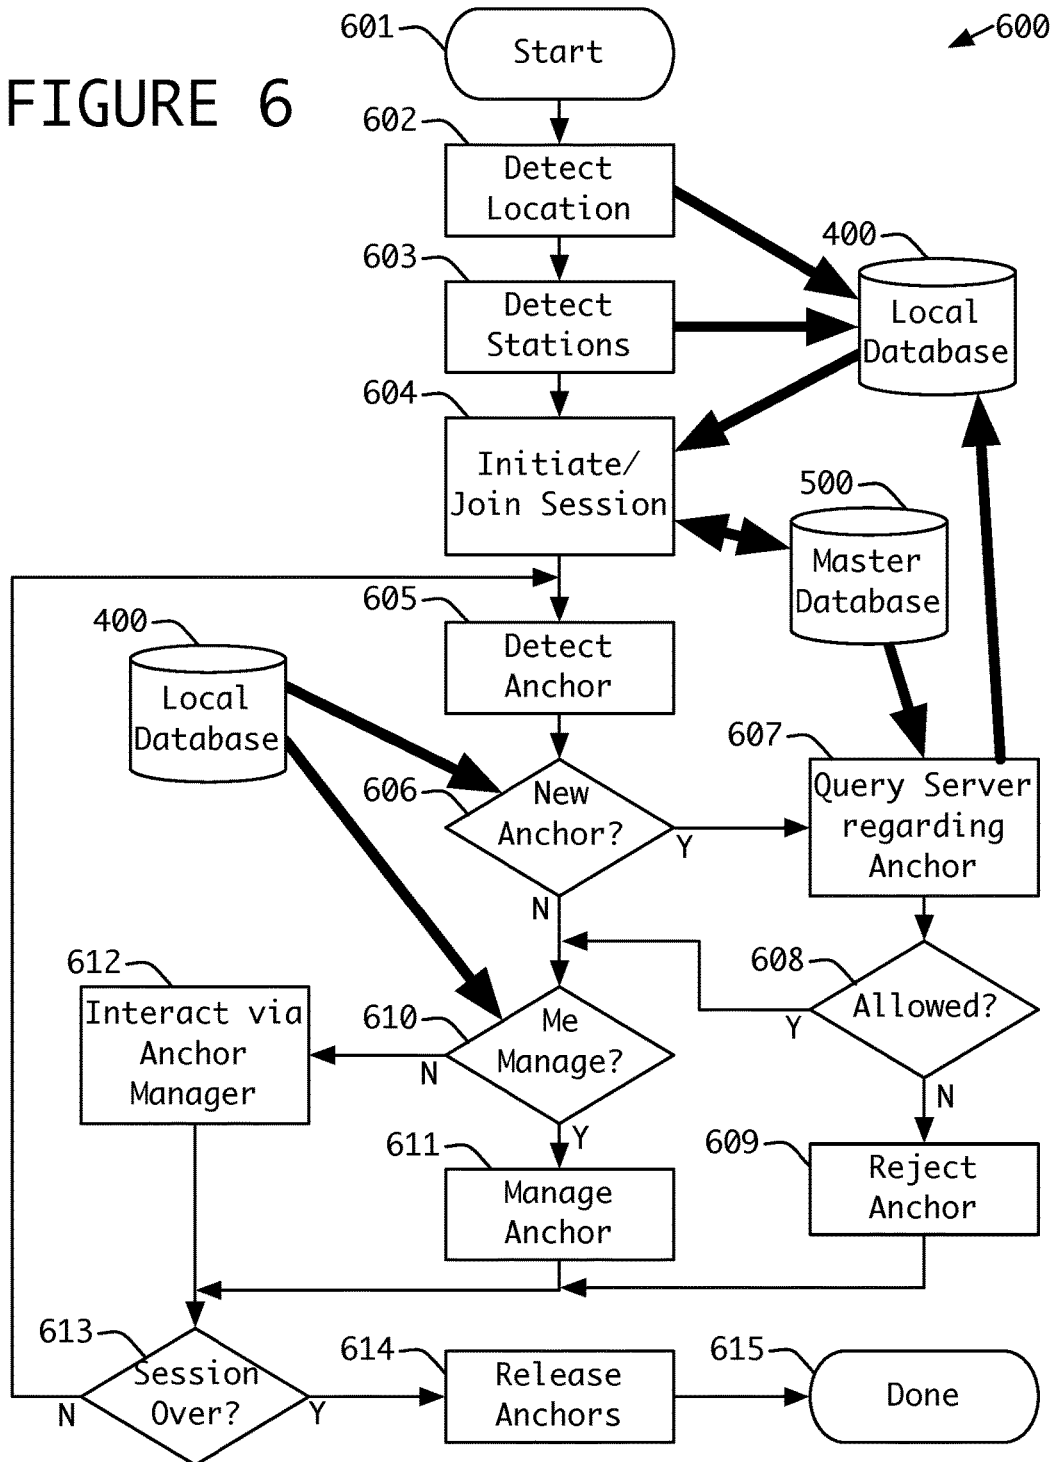 601
Start
600
FIGURE 6
602
Detect
Location
400
Local
Database
603
Detect
Stations
604
Initiate/
Join Session
500
Master
Database
605
Detect
Anchor
400
Local
Database
606
New
Anchor?
Y
N
607
Query Server
regarding
Anchor
608
Allowed?
Y
N
612
Interact via
Anchor
Manager
610
Me
Manage?
N
Y
611
Manage
Anchor
609
Reject
Anchor
613
Session
Over?
N
Y
614
Release
Anchors
615
Done